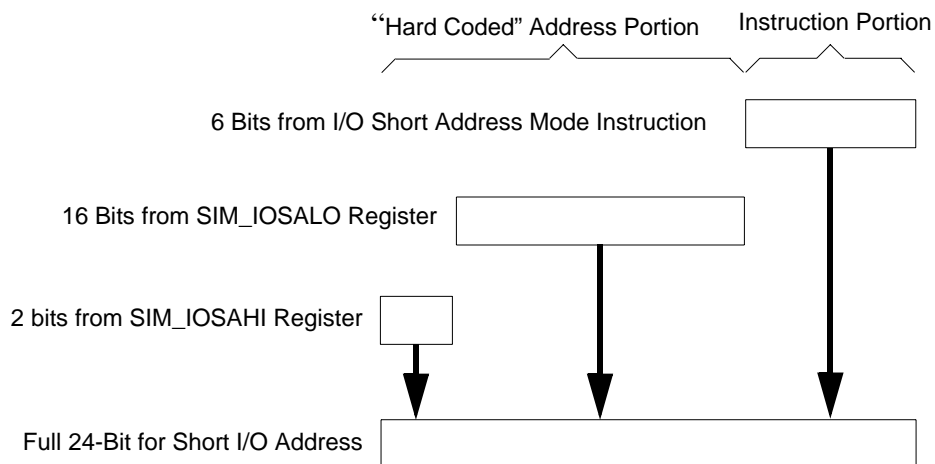 “Hard Coded” Address Portion
Instruction Portion
6 Bits from I/O Short Address Mode Instruction
16 Bits from SIM_IOSALO Register
2 bits from SIM_IOSAHI Register
Full 24-Bit for Short I/O Address